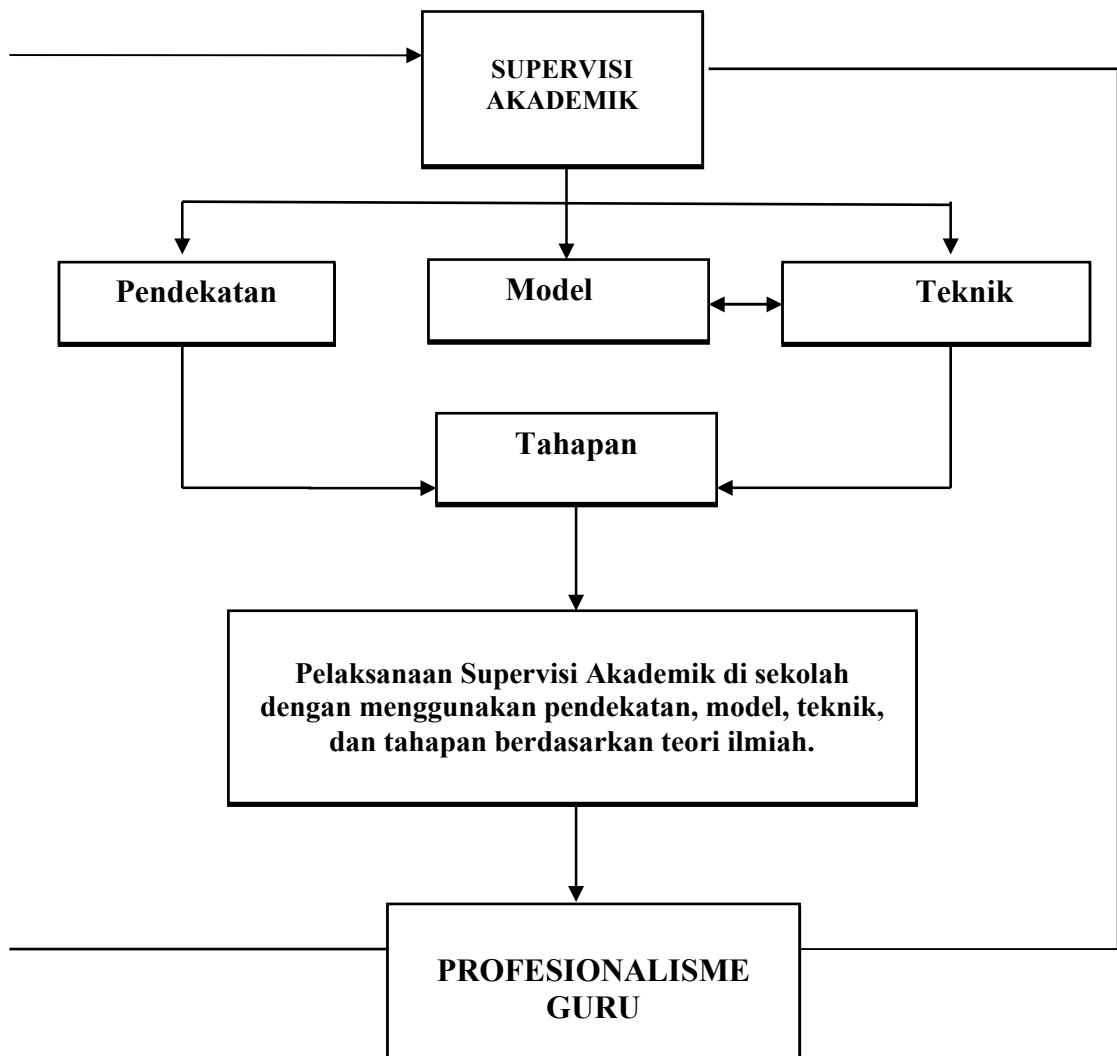 SUPERVISI
AKADEMIK
Pendekatan
Model
Teknik
Tahapan
Pelaksanaan Supervisi Akademik di sekolah
dengan menggunakan pendekatan, model, teknik,
dan tahapan berdasarkan teori ilmiah.
PROFESIONALISME
GURU